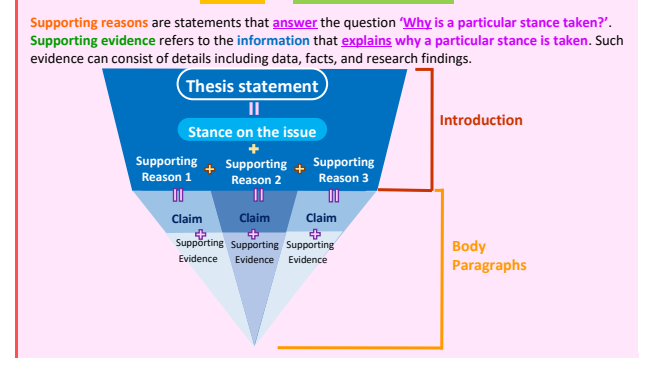 Supporting reasons are statements that answer the question ‘Why is a particular stance taken?’.
Supporting evidence refers to the information that explains why a particular stance is taken. Such
evidence can consist of details including data, facts, and research findings.
Thesis statement
=
Stance on the issue
+
Supporting Reason 1 + Supporting Reason 2 + Supporting Reason 3
= = =
Claim Claim Claim
+ + +
Supporting Evidence Supporting Evidence Supporting Evidence
Introduction
Body
Paragraphs